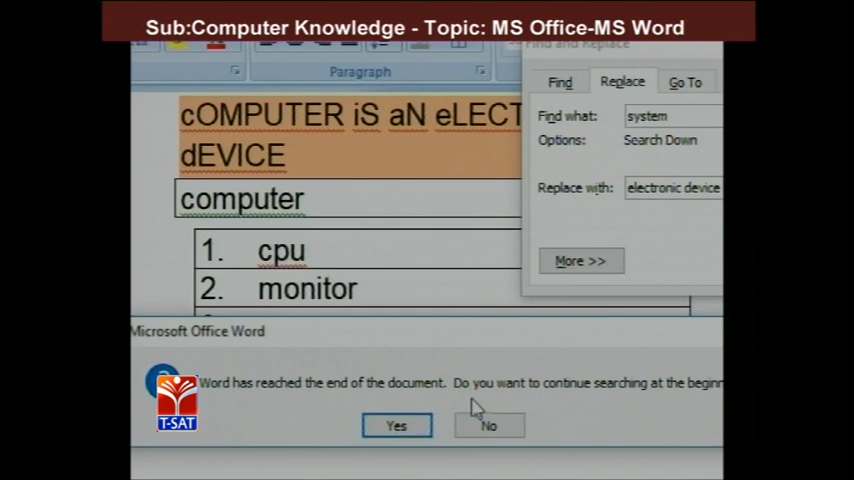 Sub:Computer Knowledge - Topic: MS Office-MS Word
Find and Replace
Paragraph
Find Replace Go To
cOMPUTER iS aN eLECT
dEVICE
Find what: system
Options: Search Down
Replace with: electronic device
computer
1. cpu
2. monitor
More >>
Microsoft Office Word
Word has reached the end of the document. Do you want to continue searching at the beginn
Yes No
T-SAT